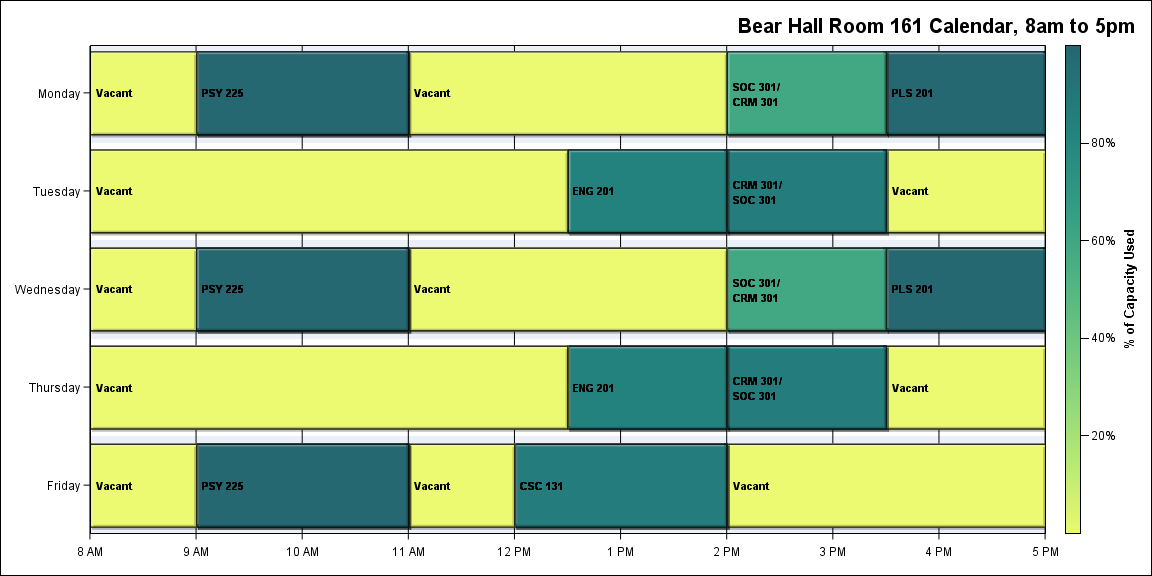 Bear Hall Room 161 Calendar, 8am to 5pm
Monday
Vacant
PSY 225
Vacant
SOC 301/
CRM 301
PLS 201
Tuesday
Vacant
ENG 201
CRM 301/
SOC 301
Vacant
Wednesday
Vacant
PSY 225
Vacant
SOC 301/
CRM 301
PLS 201
Thursday
Vacant
ENG 201
CRM 301/
SOC 301
Vacant
Friday
Vacant
PSY 225
Vacant
CSC 131
Vacant
8 AM
9 AM
10 AM
11 AM
12 PM
1 PM
2 PM
3 PM
4 PM
5 PM
80%
60%
40%
20%
% of Capacity Used